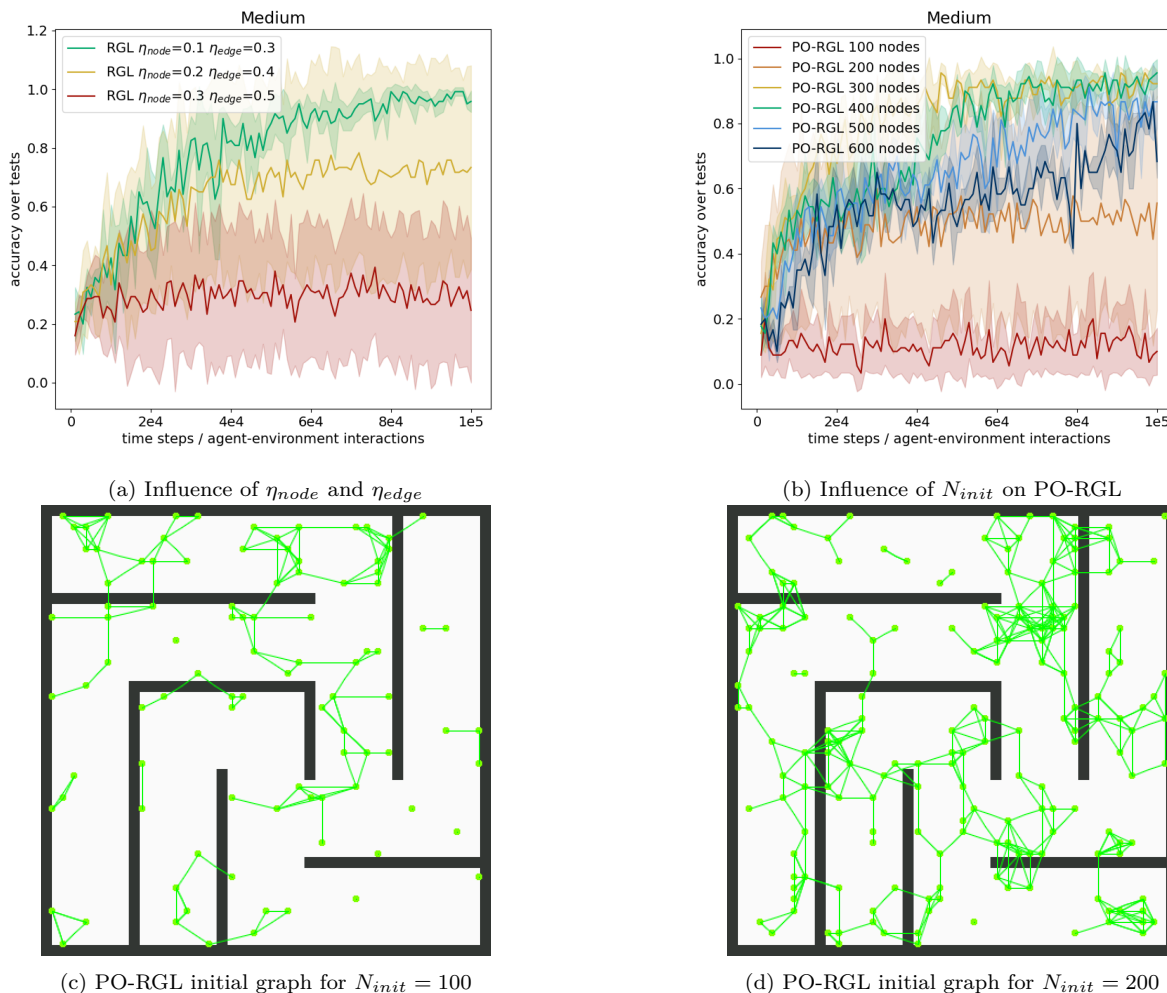 Medium
1.2
1.0
0.8
0.6
0.4
0.2
0.0
accuracy over tests
RGL η_node=0.1 η_edge=0.3
RGL η_node=0.2 η_edge=0.4
RGL η_node=0.3 η_edge=0.5
0 2e4 4e4 6e4 8e4 1e5
time steps / agent-environment interactions
(a) Influence of η_node and η_edge
Medium
1.0
0.8
0.6
0.4
0.2
0.0
accuracy over tests
PO-RGL 100 nodes
PO-RGL 200 nodes
PO-RGL 300 nodes
PO-RGL 400 nodes
PO-RGL 500 nodes
PO-RGL 600 nodes
0 2e4 4e4 6e4 8e4 1e5
time steps / agent-environment interactions
(b) Influence of N_init on PO-RGL
(c) PO-RGL initial graph for N_init = 100
(d) PO-RGL initial graph for N_init = 200